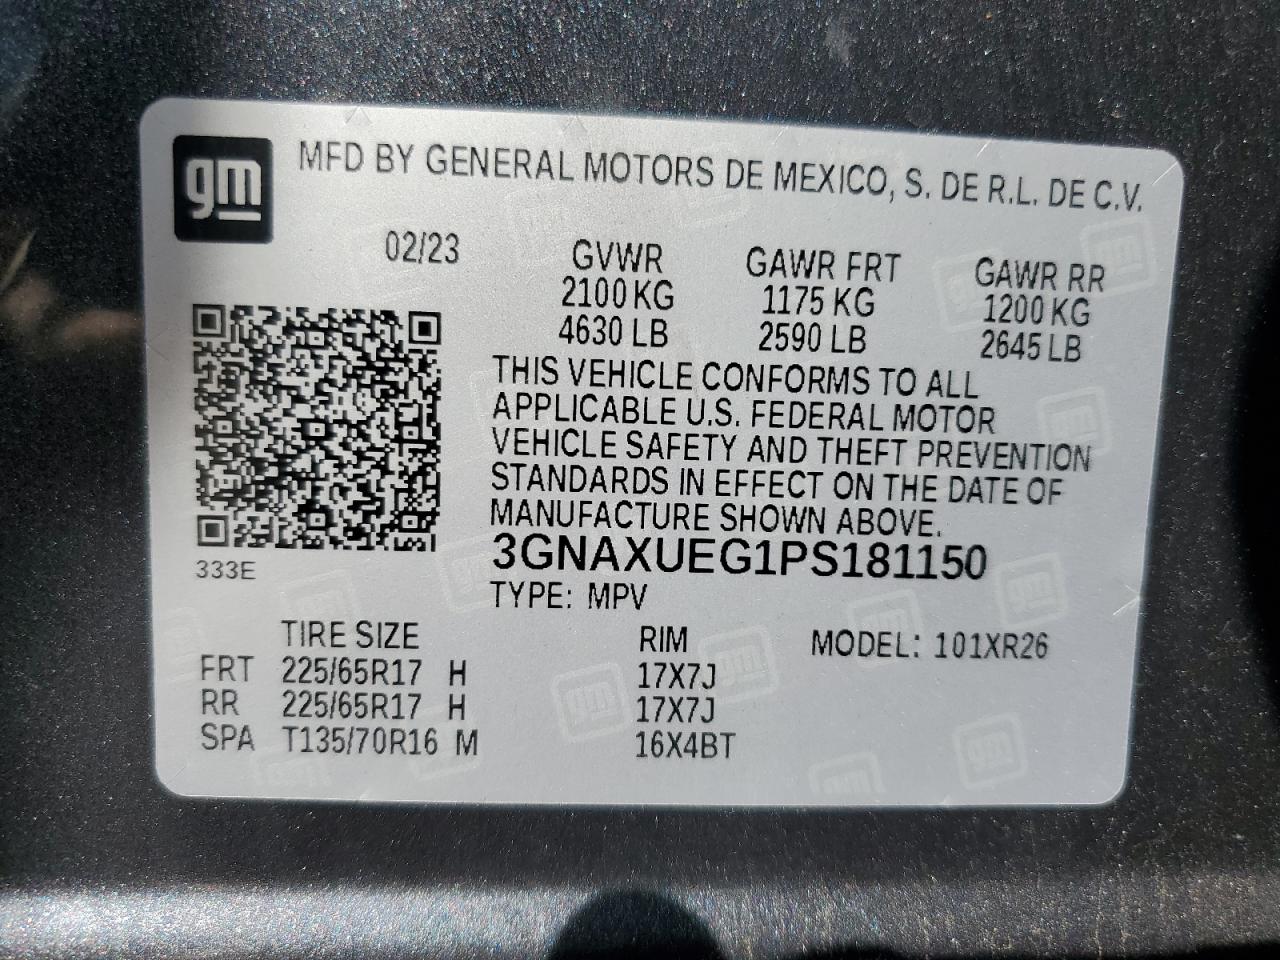 gm
MFD BY GENERAL MOTORS DE MEXICO, S. DE R.L. DE C.V.
02/23
GVWR GAWR FRT GAWR RR
2100 KG 1175 KG 1200 KG
4630 LB 2590 LB 2645 LB
THIS VEHICLE CONFORMS TO ALL
APPLICABLE U.S. FEDERAL MOTOR
VEHICLE SAFETY AND THEFT PREVENTION
STANDARDS IN EFFECT ON THE DATE OF
MANUFACTURE SHOWN ABOVE.
3GNAXUEG1PS181150
333E
TYPE: MPV
TIRE SIZE RIM MODEL: 101XR26
FRT 225/65R17 H 17X7J
RR 225/65R17 H 17X7J
SPA T135/70R16 M 16X4BT